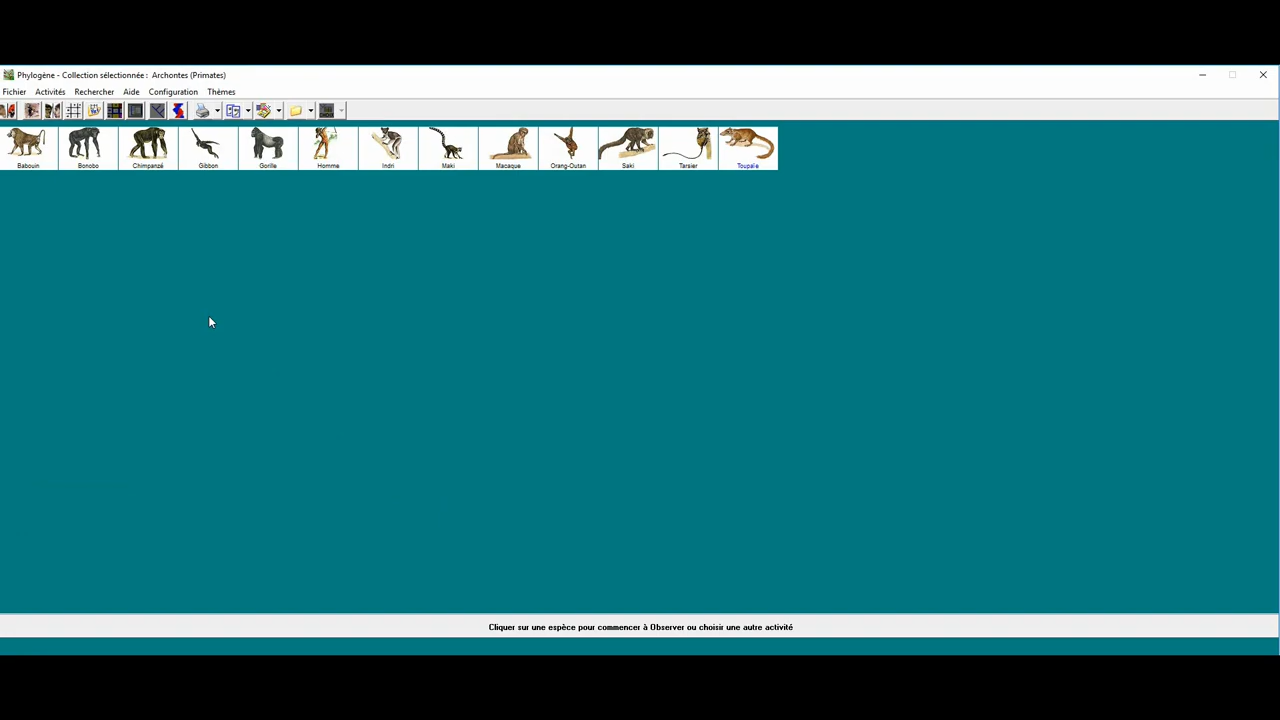 Phylogène - Collection sélectionnée : Archontes (Primates)
Fichier Activités Rechercher Aide Configuration Thèmes
Babouin Bonobo Chimpanzé Gibbon Gorille Homme Indri Maki Macaque Orang-Outan Saki Tarsier Toupaïe
Cliquer sur une espèce pour commencer à Observer ou choisir une autre activité